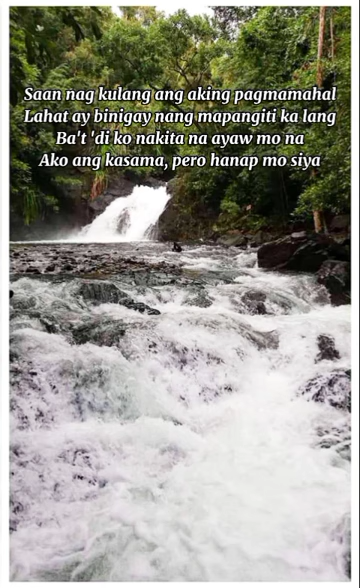 Saan nag kulang ang aking pagmamahal
Lahat ay binigay nang mapangiti ka lang
Ba't 'di ko nakita na ayaw mo na
Ako ang kasama, pero hanap mo siya